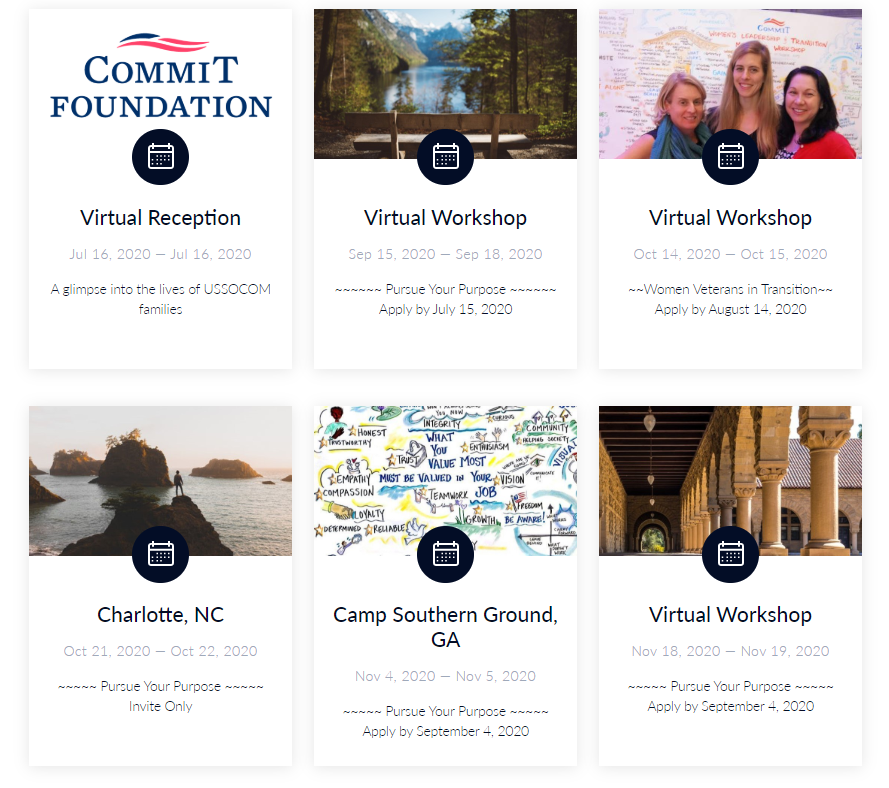 COMMIT
FOUNDATION
Virtual Reception
Jul 16, 2020 — Jul 16, 2020
A glimpse into the lives of USSOCOM
families
Virtual Workshop
Sep 15, 2020 — Sep 18, 2020
~~~~~~ Pursue Your Purpose ~~~~~~
Apply by July 15, 2020
COMMIT
WOMEN'S LEADERSHIP & TRANSITION
WORKSHOP
Virtual Workshop
Oct 14, 2020 — Oct 15, 2020
~~Women Veterans in Transition~~
Apply by August 14, 2020
Charlotte, NC
Oct 21, 2020 — Oct 22, 2020
~~~~~ Pursue Your Purpose ~~~~~
Invite Only
YOU, NOW
INTEGRITY
CURIOUS
COMMUNITY
HELPING SOCIETY
HONEST
TRUSTWORTHY
WHAT
YOU
VALUE MOST
ENTHUSIASM
TRUST
EMPATHY
MUST BE VALUED IN YOUR
VISION
COMPASSION
TEAMWORK
JOB
FREEDOM
LOYALTY
GROWTH
BE AWARE!
DETERMINED
RELIABLE
Camp Southern Ground,
GA
Nov 4, 2020 — Nov 5, 2020
~~~~~ Pursue Your Purpose ~~~~~
Apply by September 4, 2020
Virtual Workshop
Nov 18, 2020 — Nov 19, 2020
~~~~~ Pursue Your Purpose ~~~~~
Apply by September 4, 2020